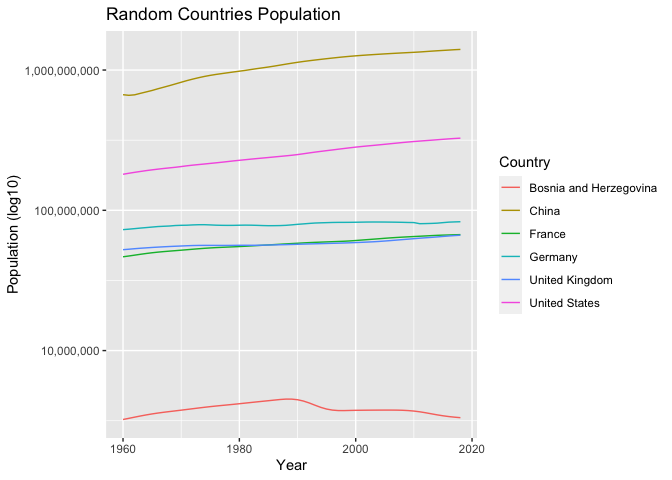 Random Countries Population
Population (log10)
1,000,000,000
100,000,000
10,000,000
1960
1980
2000
2020
Year
Country
Bosnia and Herzegovina
China
France
Germany
United Kingdom
United States